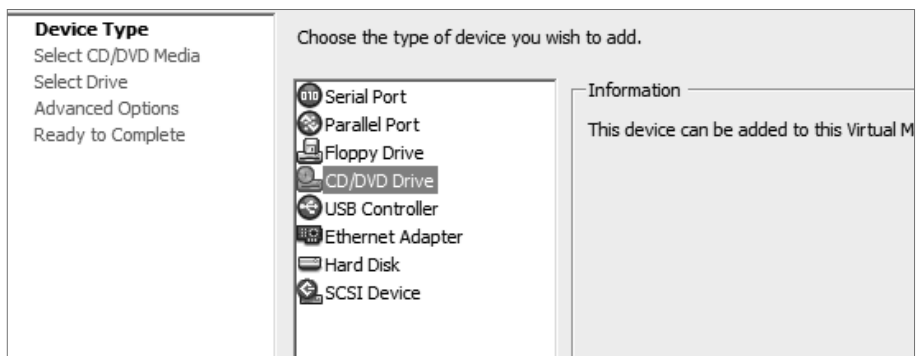 Device Type
Select CD/DVD Media
Select Drive
Advanced Options
Ready to Complete
Choose the type of device you wish to add.
Serial Port
Parallel Port
Floppy Drive
CD/DVD Drive
USB Controller
Ethernet Adapter
Hard Disk
SCSI Device
Information
This device can be added to this Virtual M